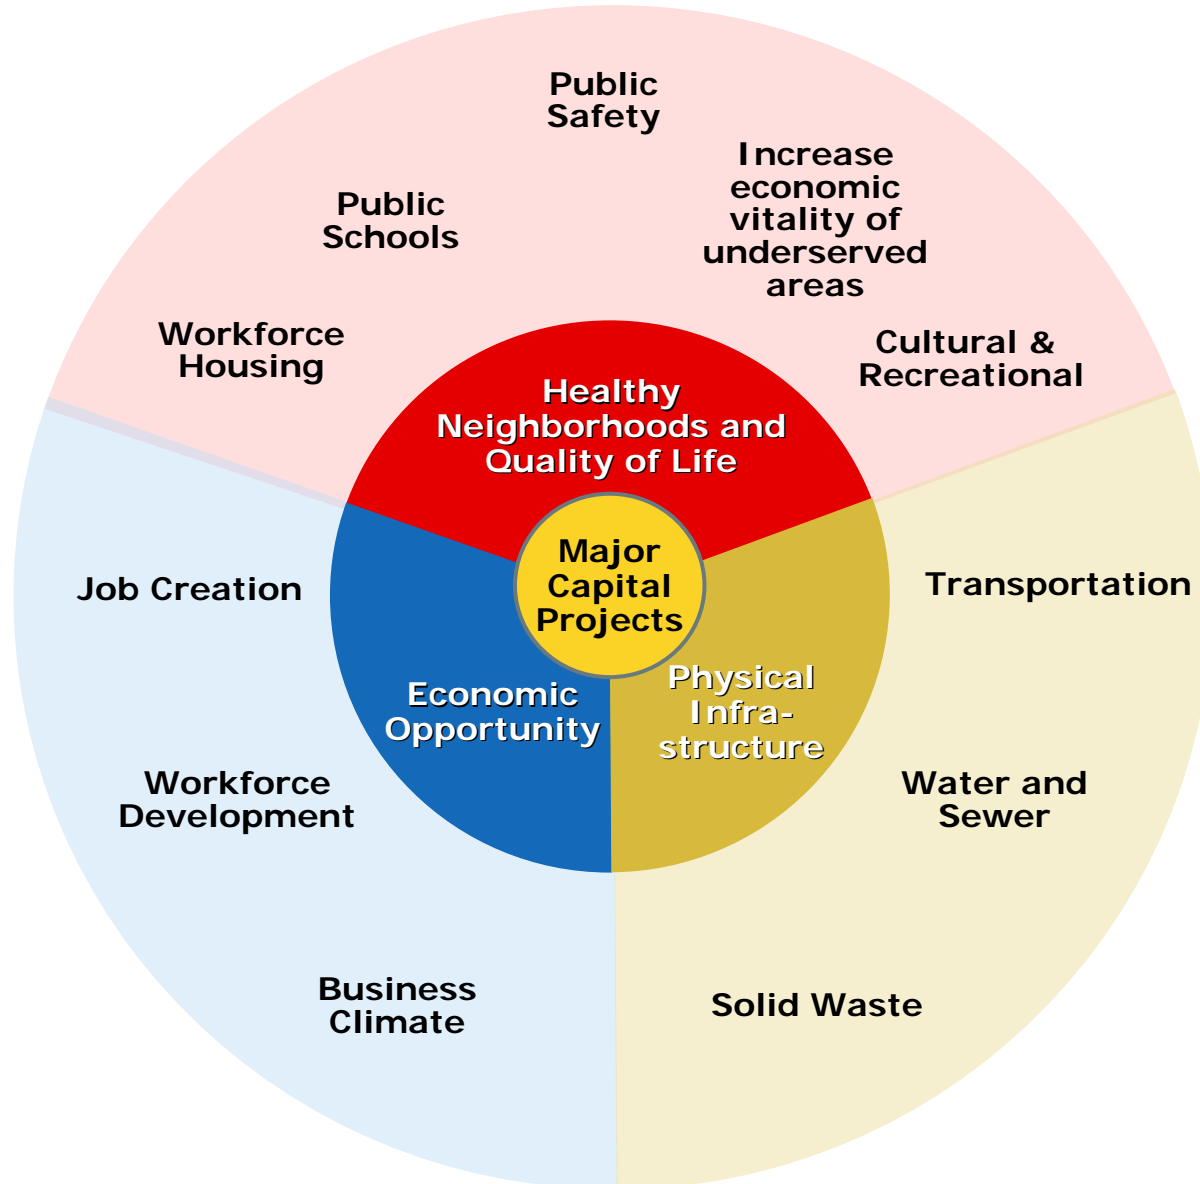 Public
Safety
Increase
economic
vitality of
underserved
areas
Public
Schools
Workforce
Housing
Cultural &
Recreational
Healthy
Neighborhoods and
Quality of Life
Major
Capital
Projects
Job Creation
Transportation
Economic
Opportunity
Physical
Infra-
structure
Workforce
Development
Water and
Sewer
Business
Climate
Solid Waste